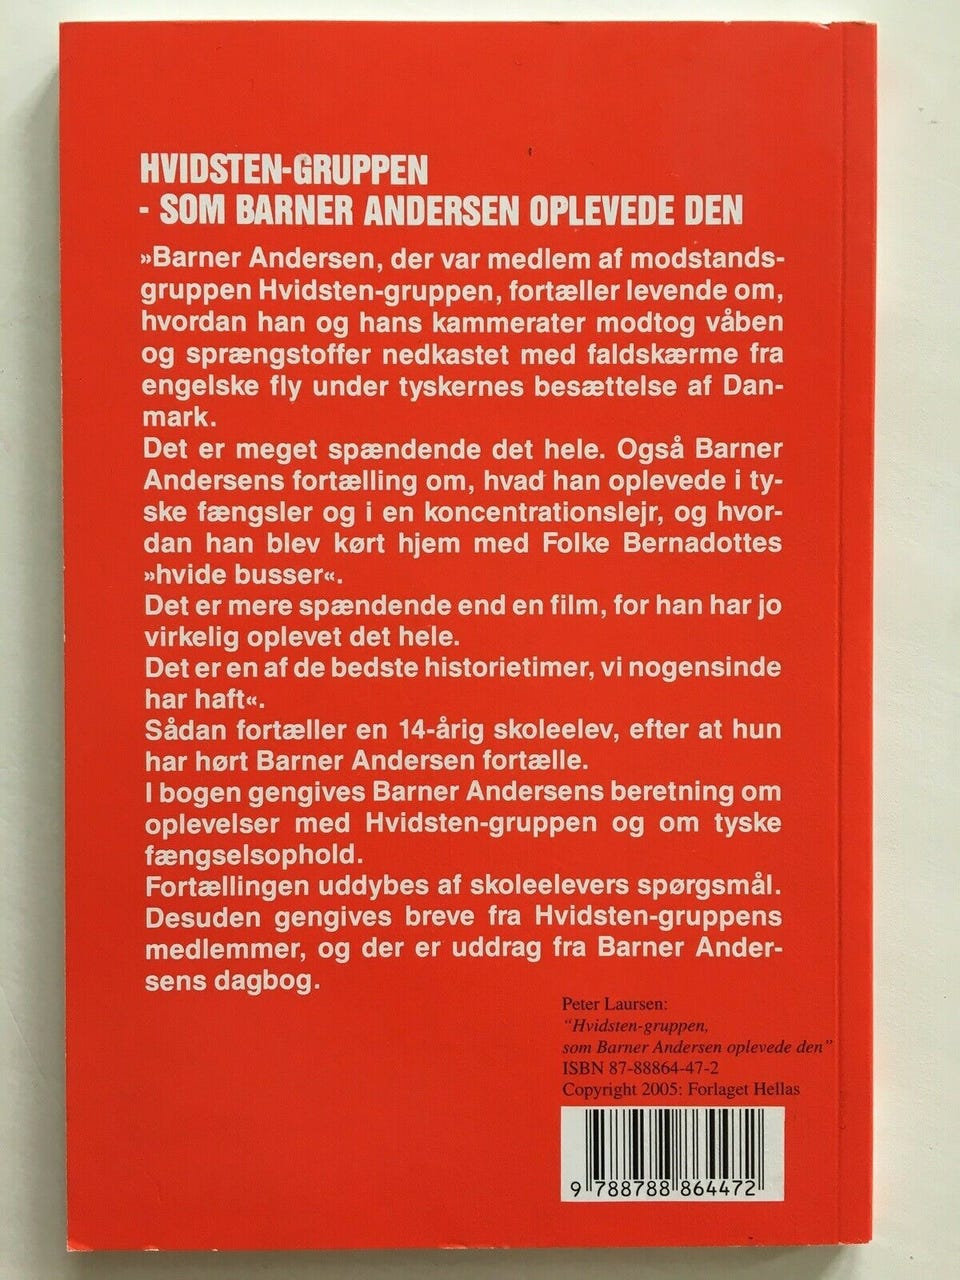 HVIDSTEN-GRUPPEN
- SOM BARNER ANDERSEN OPLEVEDE DEN
»Barner Andersen, der var medlem af modstands-
gruppen Hvidsten-gruppen, fortæller levende om,
hvordan han og hans kammerater modtog våben
og sprængstoffer nedkastet med faldskærme fra
engelske fly under tyskernes besættelse af Dan-
mark.
Det er meget spændende det hele. Også Barner
Andersens fortælling om, hvad han oplevede i ty-
ske fængsler og i en koncentrationslejr, og hvor-
dan han blev kørt hjem med Folke Bernadottes
»hvide busser«.
Det er mere spændende end en film, for han har jo
virkelig oplevet det hele.
Det er en af de bedste historietimer, vi nogensinde
har haft«.
Sådan fortæller en 14-årig skoleelev, efter at hun
har hørt Barner Andersen fortælle.
I bogen gengives Barner Andersens beretning om
oplevelser med Hvidsten-gruppen og om tyske
fængselsophold.
Fortællingen uddybes af skoleelevers spørgsmål.
Desuden gengives breve fra Hvidsten-gruppens
medlemmer, og der er uddrag fra Barner Ander-
sens dagbog.
Peter Laursen:
"Hvidsten-gruppen,
som Barner Andersen oplevede den"
ISBN 87-88864-47-2
Copyright 2005: Forlaget Hellas
9 788788 864472